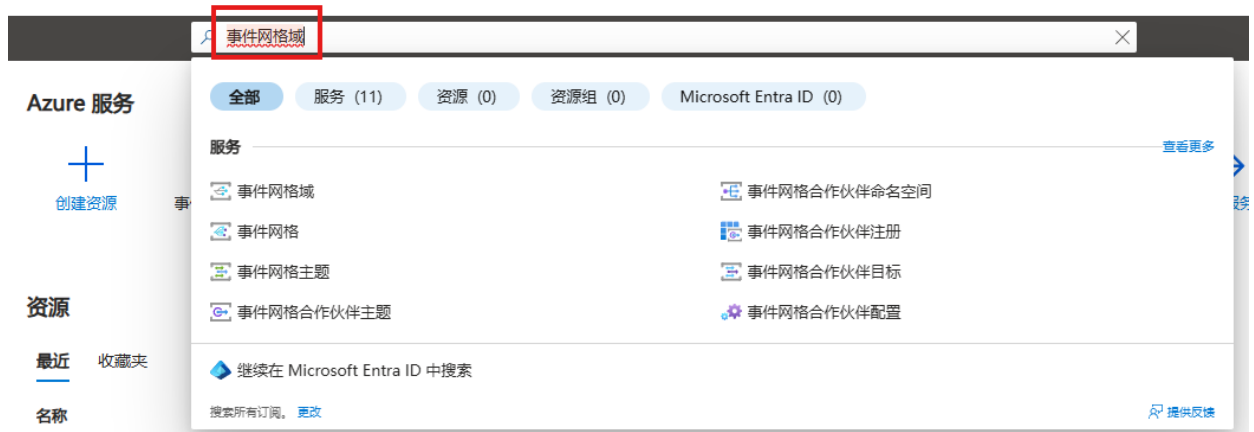 事件网格域
全部 服务 (11) 资源 (0) 资源组 (0) Microsoft Entra ID (0)
Azure 服务
服务 查看更多
创建资源
事件网格域 事件网格合作伙伴命名空间
事件网格 事件网格合作伙伴注册
事件网格主题 事件网格合作伙伴目标
事件网格合作伙伴主题 事件网格合作伙伴配置
资源
最近 收藏夹
继续在 Microsoft Entra ID 中搜索
名称
搜索所有订阅。 更改 提供反馈